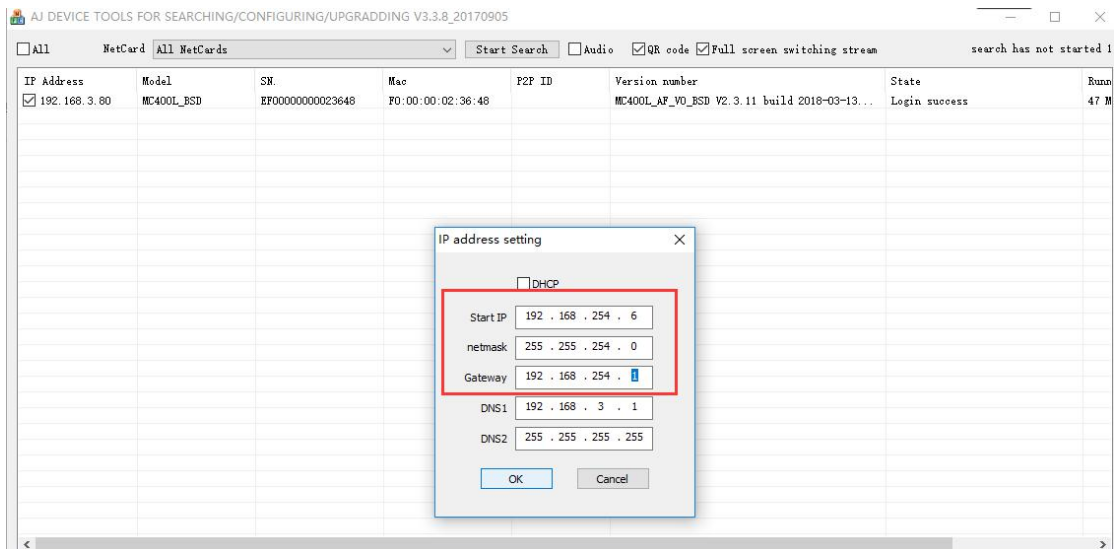 AJ DEVICE TOOLS FOR SEARCHING/CONFIGURING/UPGRADDING V3.3.8_20170905
All NetCard All NetCards Start Search Audio QR code Full screen switching stream search has not started 1
IP Address Model SN. Mac P2P ID Version number State Runn
192.168.3.80 MC400L_BSD EF00000000023648 F0:00:00:02:36:48 MC400L_AF_VO_BSD V2.3.11 build 2018-03-13... Login success 47 M
IP address setting
DHCP
Start IP 192 . 168 . 254 . 6
netmask 255 . 255 . 254 . 0
Gateway 192 . 168 . 254 . 1
DNS1 192 . 168 . 3 . 1
DNS2 255 . 255 . 255 . 255
OK Cancel